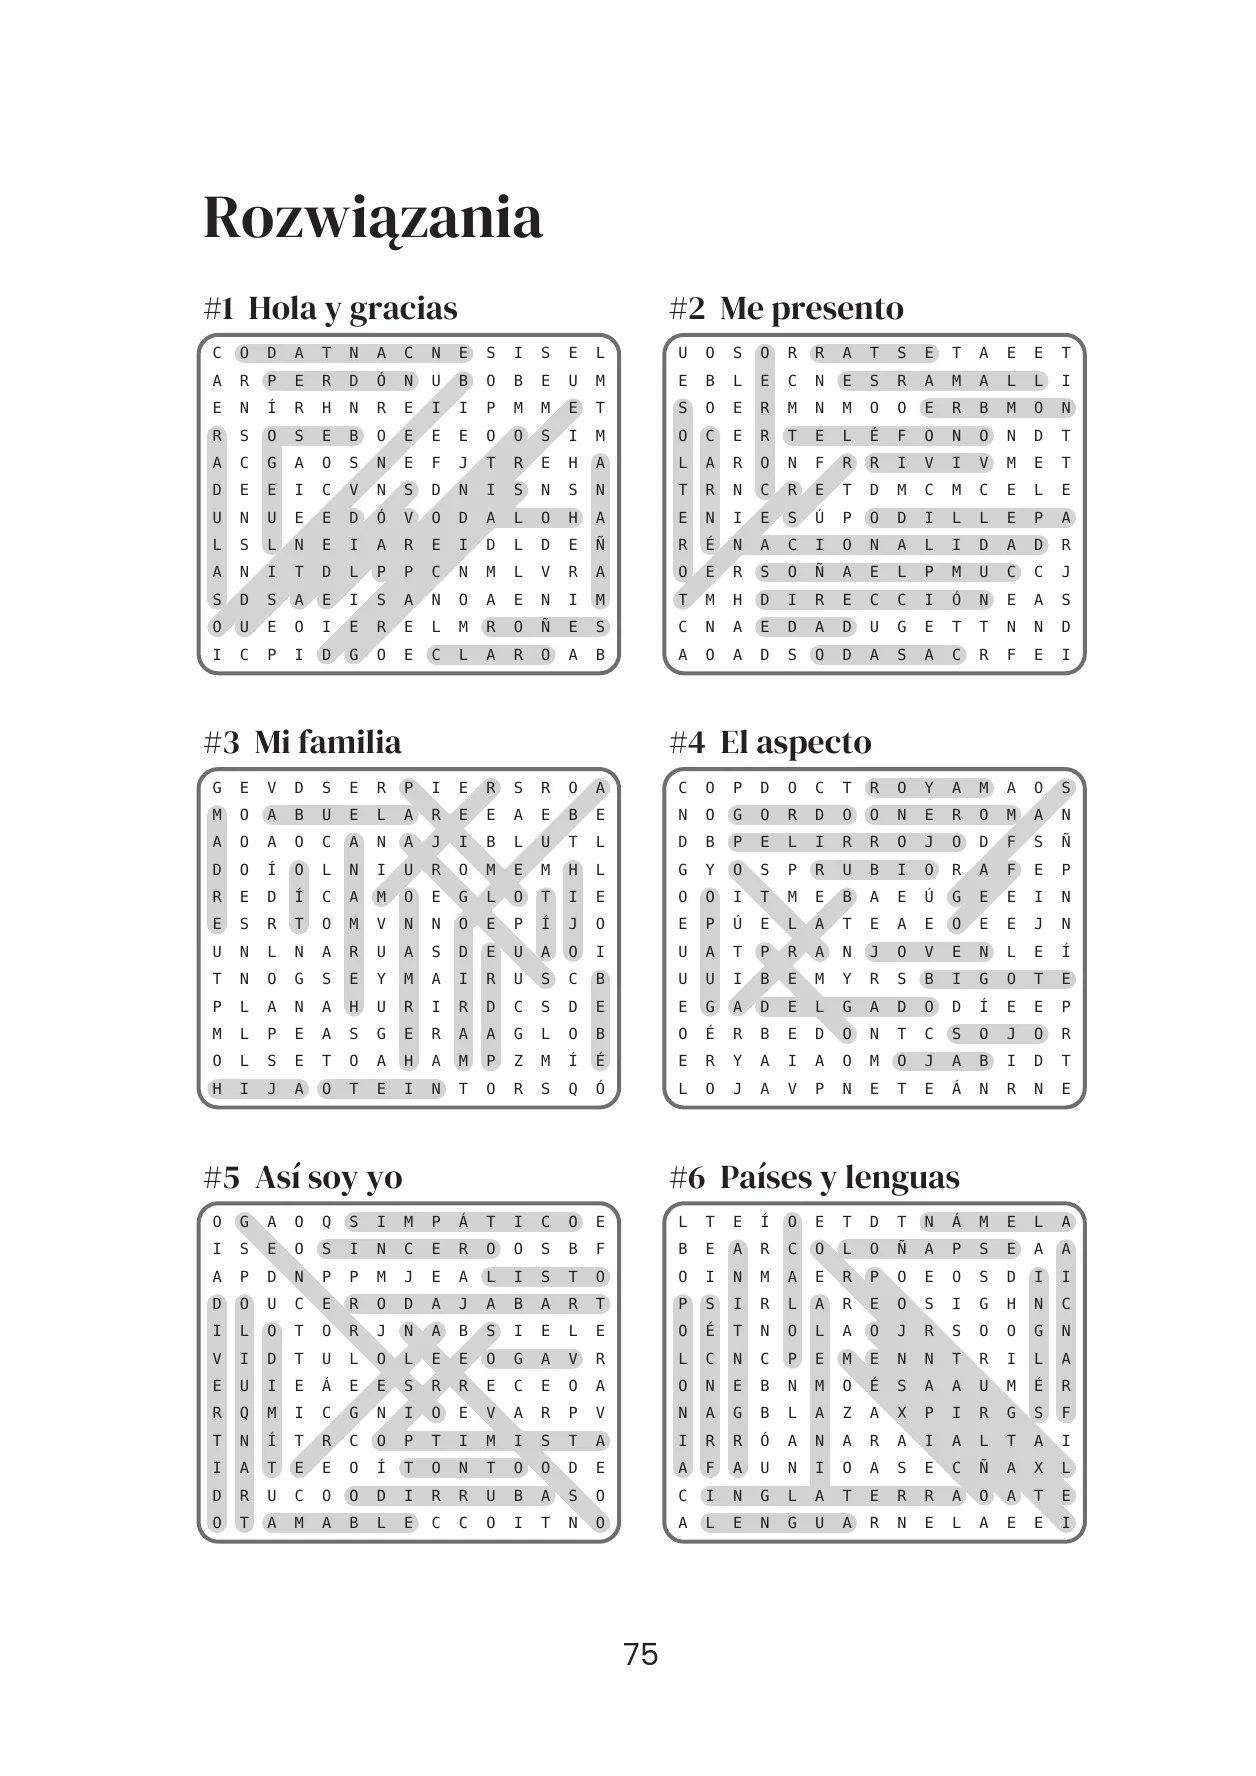 Rozwiązania
#1 Hola y gracias
C O D A T N A C N E S I S E L
A R P E R D Ó N U B O B E U M
E N Í R H N R E I I P M M E T
R S O S E B O E E E O O S I M
A C G A O S N E F J T R E H A
D E E I C V N S D N I S N S N
U N U E E D Ó V O D A L O H A
L S L N E I A R E I D L D E Ñ
A N I T D L P P C N M L V R A
S D S A E I S A N O A E N I M
O U E O I E R E L M R O Ñ E S
I C P I D G O E C L A R O A B
#2 Me presento
U O S O R R A T S E T A E E T
E B L E C N E S R A M A L L I
S O E R M N M O O E R B M O N
O C E R T E L É F O N O N D T
L A R O N F R R I V I V M E T
T R N C R E T D M C M C E L E
E N I E S Ú P O D I L L E P A
R É N A C I O N A L I D A D R
O E R S O Ñ A E L P M U C C J
T M H D I R E C C I Ó N E A S
C N A E D A D U G E T T N N D
A O A D S O D A S A C R F E I
#3 Mi familia
G E V D S E R P I E R S R O A
M O A B U E L A R E E A E B E
A O A O C A N A J I B L U T L
D O Í O L N I U R O M E M H L
R E D Í C A M O E G L O T I E
E S R T O M V N N O E P Í J O
U N L N A R U A S D E U A O I
T N O G S E Y M A I R U S C B
P L A N A H U R I R D C S D E
M L P E A S G E R A A G L O B
O L S E T O A H A M P Z M Í É
H I J A O T E I N T O R S Q Ó
#4 El aspecto
C O P D O C T R O Y A M A O S
N O G O R D O O N E R O M A N
D B P E L I R R O J O D F S Ñ
G Y O S P R U B I O R A F E P
O O I T M E B A E Ú G E E I N
E P Ú E L A T E A E O E E J N
U A T P R A N J O V E N L E Í
U U I B E M Y R S B I G O T E
E G A D E L G A D O D Í E E P
O É R B E D O N T C S O J O R
E R Y A I A O M O J A B I D T
L O J A V P N E T E Á N R N E
#5 Así soy yo
O G A O Q S I M P Á T I C O E
I S E O S I N C E R O O S B F
A P D N P P M J E A L I S T O
D O U C E R O D A J A B A R T
I L O T O R J N A B S I E L E
V I D T U L O L E E O G A V R
E U I E Á E E S R R E C E O A
R Q M I C G N I O E V A R P V
T N Í T R C O P T I M I S T A
I A T E E O Í T O N T O O D E
D R U C O O D I R R U B A S O
O T A M A B L E C C O I T N O
#6 Países y lenguas
L T E Í O E T D T N Á M E L A
B E A R C O L O Ñ A P S E A A
O I N M A E R P O E O S D I I
P S I R L A R E O S I G H N C
O É T N O L A O J R S O O G N
L C N C P E M E N N T R I L A
O N E B N M O É S A A U M É R
N A G B L A Z A X P I R G S F
I R R Ó A N A R A I A L T A I
A F A U N I O A S E C Ñ A X L
C I N G L A T E R R A O A T E
A L E N G U A R N E L A E E I
75